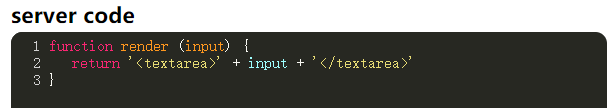 server code
1 function render (input) {
2 return '<textarea>' + input + '</textarea>'
3 }